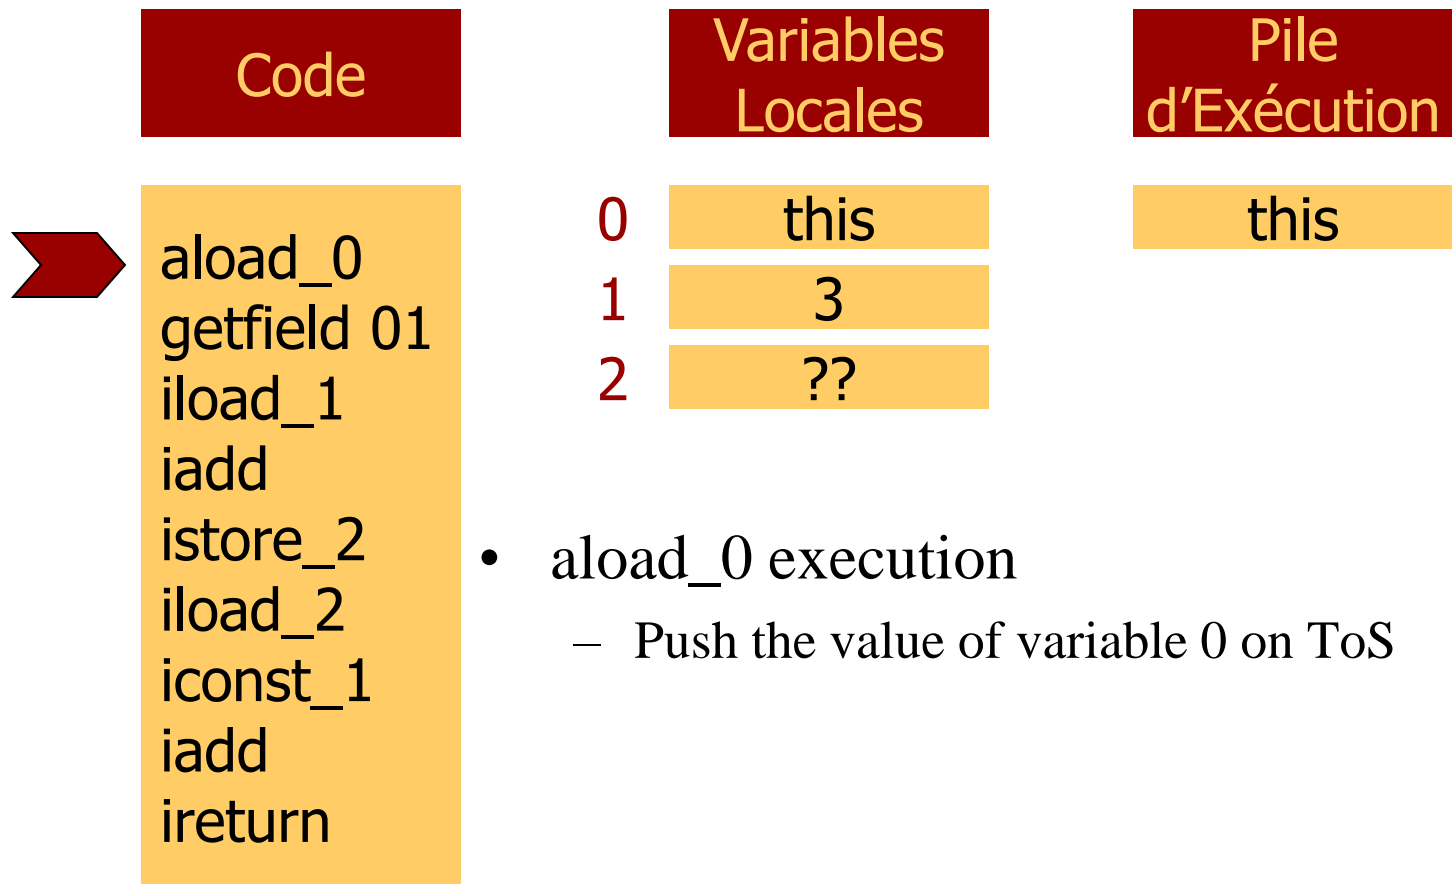 Code
Variables
Locales
Pile
d’Exécution
aload_0
getfield 01
iload_1
iadd
istore_2
iload_2
iconst_1
iadd
ireturn
0 this
1 3
2 ??
this
• aload_0 execution
– Push the value of variable 0 on ToS